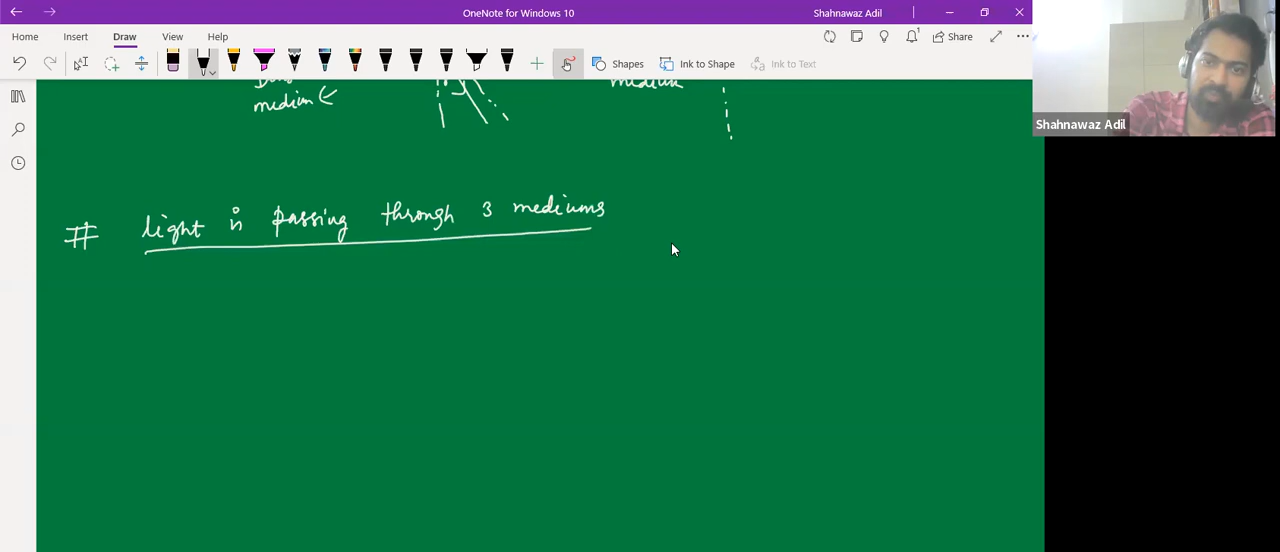 OneNote for Windows 10
Shahnawaz Adil
Home Insert Draw View Help
Share
Shapes
Ink to Shape
Ink to Text
medium
medium
Shahnawaz Adil
# light is passing through 3 mediums